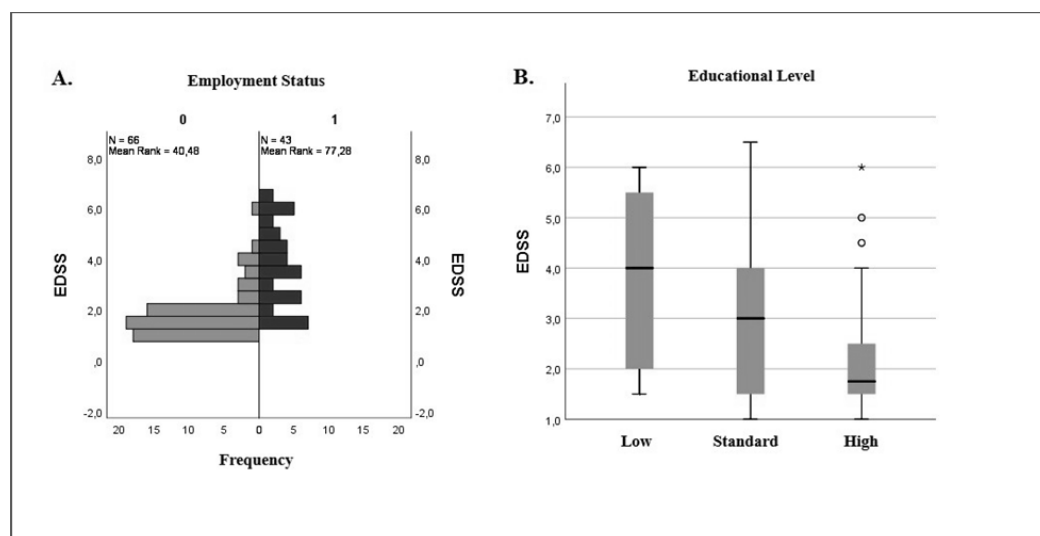 A.
Employment Status
0 1
N = 66
Mean Rank = 40,48
N = 43
Mean Rank = 77,28
8,0 8,0
6,0 6,0
4,0 4,0
2,0 2,0
,0 ,0
-2,0 -2,0
EDSS
EDSS
20 15 10 5 0 5 10 15 20
Frequency
B.
Educational Level
7,0
6,0
5,0
4,0
3,0
2,0
1,0
EDSS
Low Standard High